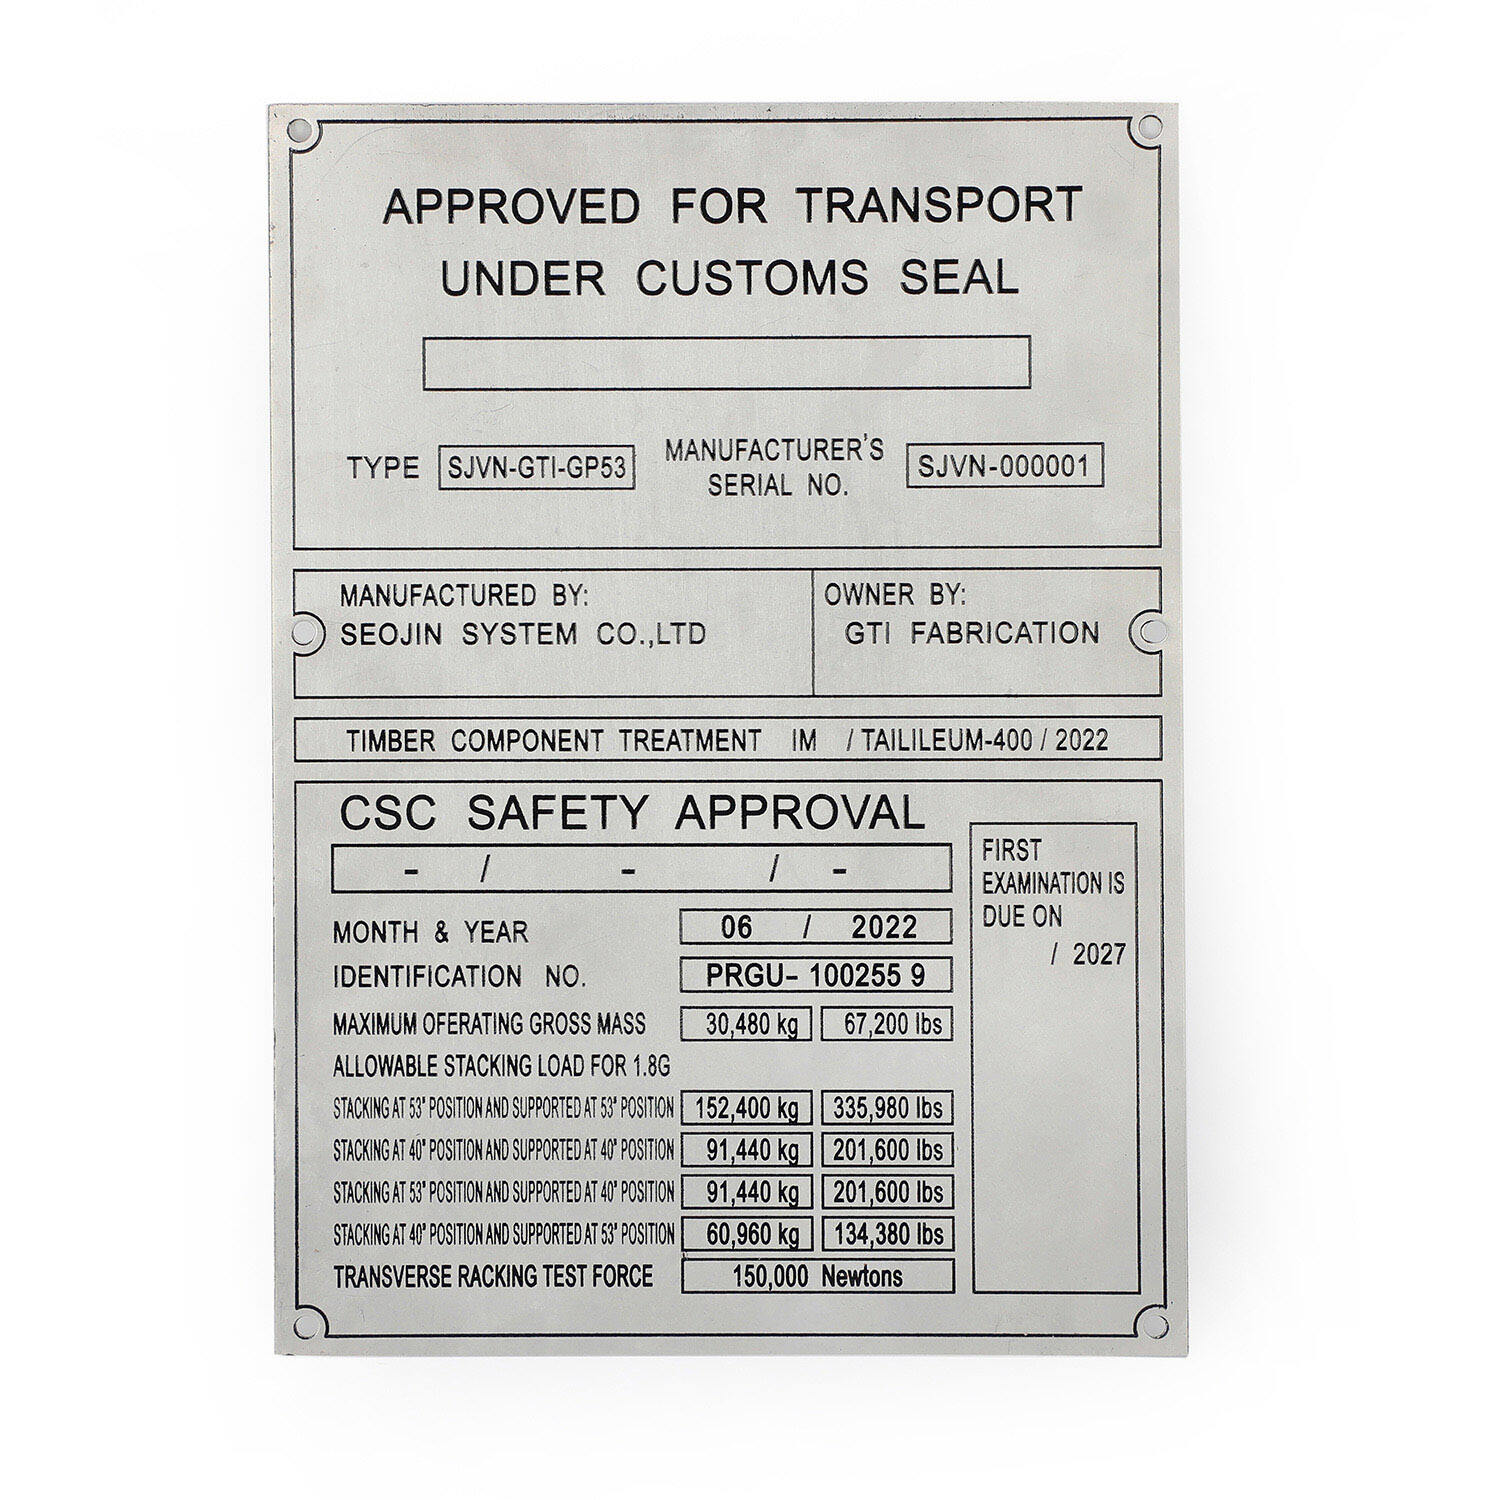 APPROVED FOR TRANSPORT
UNDER CUSTOMS SEAL
TYPE SJVN-GTI-GP53 MANUFACTURER'S SERIAL NO. SJVN-000001
MANUFACTURED BY:
SEOJIN SYSTEM CO.,LTD
OWNER BY:
GTI FABRICATION
TIMBER COMPONENT TREATMENT IM / TAILILEUM-400 / 2022
CSC SAFETY APPROVAL
- / - / -
MONTH & YEAR 06 / 2022
IDENTIFICATION NO. PRGU- 100255 9
MAXIMUM OFERATING GROSS MASS 30,480 kg 67,200 lbs
ALLOWABLE STACKING LOAD FOR 1.8G
STACKING AT 53" POSITION AND SUPPORTED AT 53" POSITION 152,400 kg 335,980 lbs
STACKING AT 40" POSITION AND SUPPORTED AT 40" POSITION 91,440 kg 201,600 lbs
STACKING AT 53" POSITION AND SUPPORTED AT 40" POSITION 91,440 kg 201,600 lbs
STACKING AT 40" POSITION AND SUPPORTED AT 53" POSITION 60,960 kg 134,380 lbs
TRANSVERSE RACKING TEST FORCE 150,000 Newtons
FIRST
EXAMINATION IS
DUE ON
/ 2027